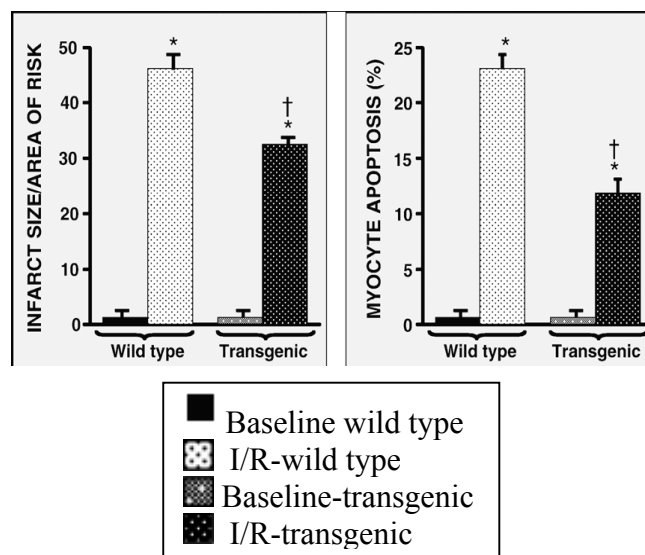 INFARCT SIZE/AREA OF RISK
50
40
30
20
10
0
*
†
*
Wild type
Transgenic
MYOCYTE APOPTOSIS (%)
25
20
15
10
5
0
*
†
*
Wild type
Transgenic
Baseline wild type
I/R-wild type
Baseline-transgenic
I/R-transgenic